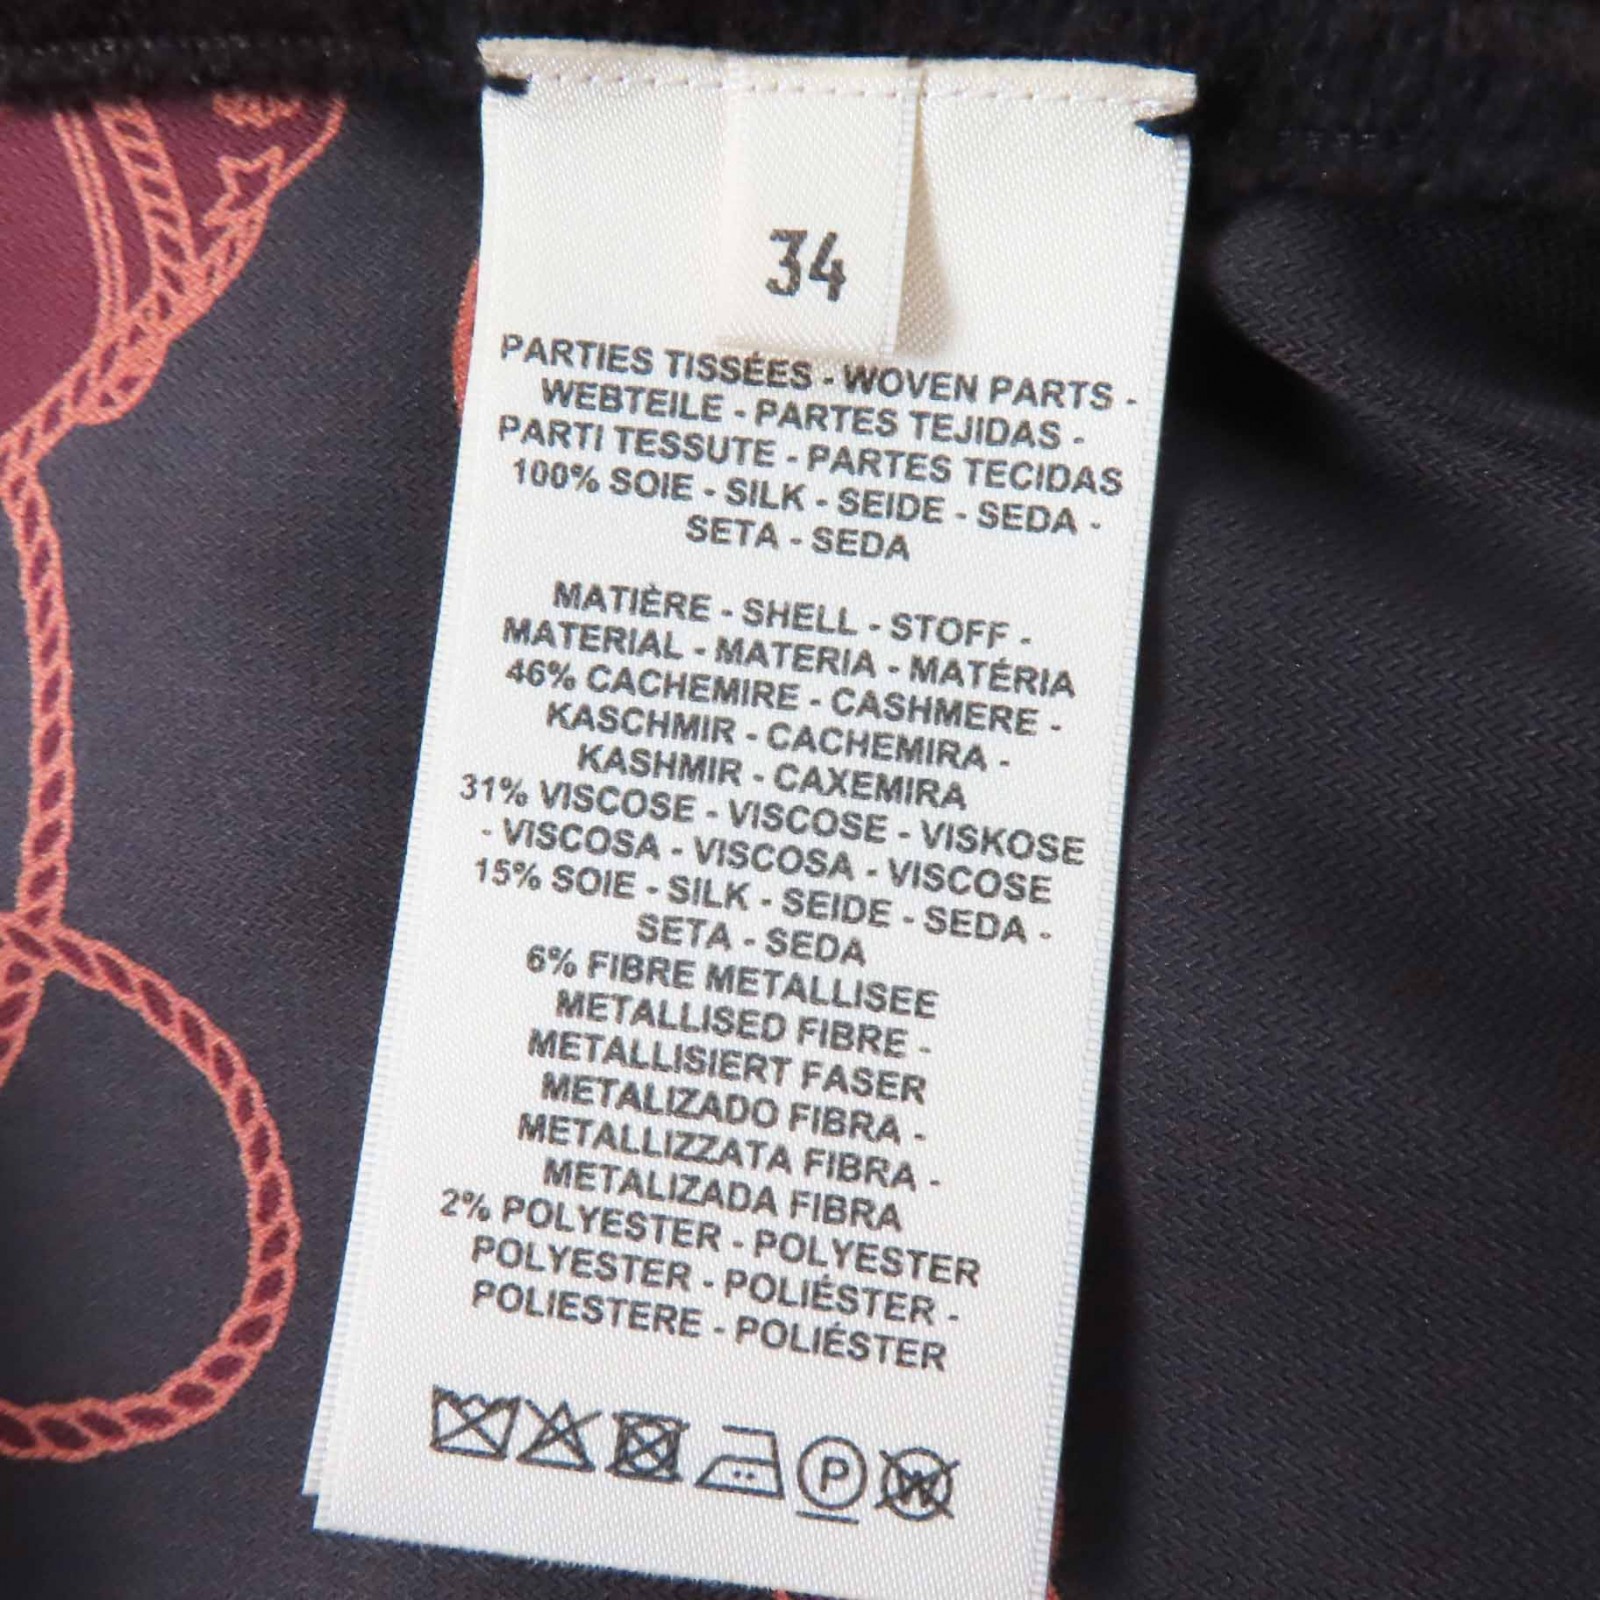 34
PARTIES TISSÉES - WOVEN PARTS -
WEBTEILE - PARTES TEJIDAS -
PARTI TESSUTE - PARTES TECIDAS
100% SOIE - SILK - SEIDE - SEDA -
SETA - SEDA
MATIÈRE - SHELL - STOFF -
MATERIAL - MATERIA - MATÉRIA
46% CACHEMIRE - CASHMERE -
KASCHMIR - CACHEMIRA -
KASHMIR - CAXEMIRA
31% VISCOSE - VISCOSE - VISKOSE
- VISCOSA - VISCOSA - VISCOSE
15% SOIE - SILK - SEIDE - SEDA -
SETA - SEDA
6% FIBRE METALLISEE
METALLISED FIBRE -
METALLISIERT FASER
METALIZADO FIBRA -
METALLIZZATA FIBRA -
METALIZADA FIBRA
2% POLYESTER - POLYESTER
POLYESTER - POLIÉSTER -
POLIESTERE - POLIÉSTER
P W